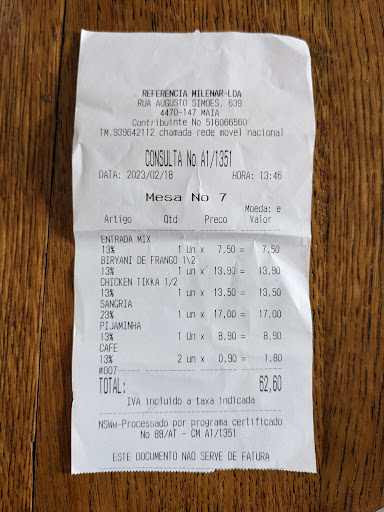 REFERENCIA MILENAR-LDA
RUA AUGUSTO SIMOES, 639
4470-147 MAIA
Contribuinte No 516066560
TM.939642112 chamada rede movel nacional
CONSULTA No A1/1351
DATA: 2023/02/18 HORA: 13:46
Mesa No 7
Moeda: e
Artigo Qtd Preco Valor
ENTRADA MIX
13% 1 Un x 7,50 = 7,50
BIRYANI DE FRANGO 1\2
13% 1 un x 13,90 = 13,90
CHICKEN TIKKA 1/2
13% 1 un x 13,50 = 13,50
SANGRIA
23% 1 un x 17,00 = 17,00
PIJAMINHA
13% 1 Un x 8,90 = 8,90
CAFE
13% 2 un x 0,90 = 1,80
#007
TOTAL: 62,60
IVA incluido a taxa indicada
NSWw-Processado por programa certificado
No 88/AT - CM A1/1351
ESTE DOCUMENTO NAO SERVE DE FATURA